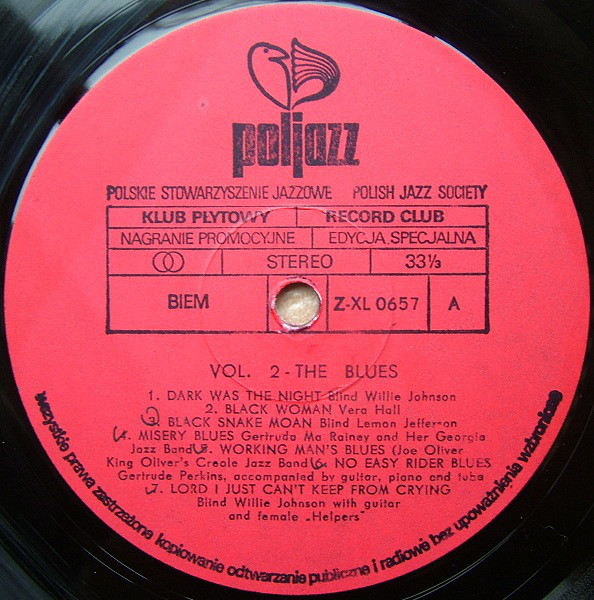 poljazz
POLSKIE STOWARZYSZENIE JAZZOWE POLISH JAZZ SOCIETY
KLUB PŁYTOWY RECORD CLUB
NAGRANIE PROMOCYJNE EDYCJA SPECJALNA
STEREO 33⅓
BIEM Z-XL 0657 A
VOL. 2 - THE BLUES
1. DARK WAS THE NIGHT Blind Willie Johnson
2. BLACK WOMAN Vera Hall
3. BLACK SNAKE MOAN Blind Lemon Jefferson
4. MISERY BLUES Gertruda Ma Rainey and Her Georgia
Jazz Band 5. WORKING MAN'S BLUES (Joe Oliver
King Oliver's Creole Jazz Band 6. NO EASY RIDER BLUES
Gertrude Perkins, accompanied by guitar, piano and tuba
7. LORD I JUST CAN'T KEEP FROM CRYING
Blind Willie Johnson with guitar
and female „Helpers"
wszystkie prawa zastrzeżone kopiowanie odtwarzanie publiczne i radiowe bez upoważnienia wzbronione